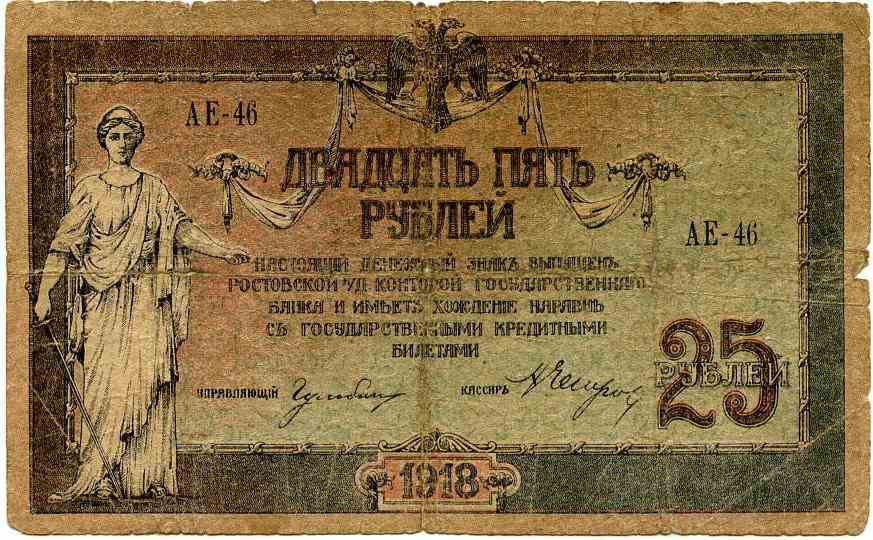 АЕ-46
ДВАДЦАТЬ ПЯТЬ
РУБЛЕЙ
АЕ-46
НАСТОЯЩІЙ ДЕНЕЖНЫЙ ЗНАКЪ ВЫПУЩЕНЪ
РОСТОВСКОЙ н/Д КОНТОРОЙ ГОСУДАРСТВЕННАГО
БАНКА И ИМѢЕТЪ ХОЖДЕНІЕ НАРАВНѢ
СЪ ГОСУДАРСТВЕННЫМИ КРЕДИТНЫМИ
БИЛЕТАМИ
25
РУБЛЕЙ
УПРАВЛЯЮЩІЙ
КАССИРЪ
1918